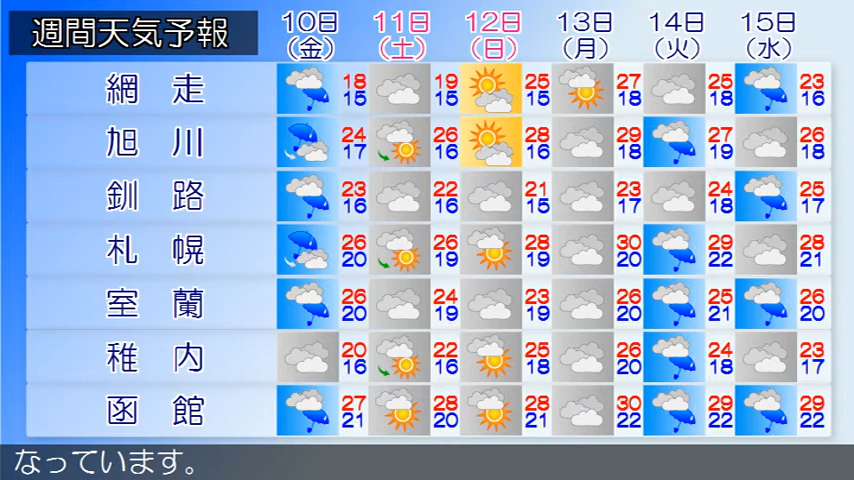 週間天気予報 10日 11日 12日 13日 14日 15日
(金) (土) (日) (月) (火) (水)
網走 18 15 19 15 25 15 27 18 25 18 23 16
旭川 24 17 26 16 28 16 29 18 27 19 26 18
釧路 23 16 22 16 21 15 23 17 24 18 25 17
札幌 26 20 26 19 28 19 30 20 29 22 28 21
室蘭 26 20 24 19 23 19 26 20 25 21 26 20
稚内 20 16 22 16 25 18 26 20 24 18 23 17
函館 27 21 28 20 28 21 30 22 29 22 29 22
なっています。